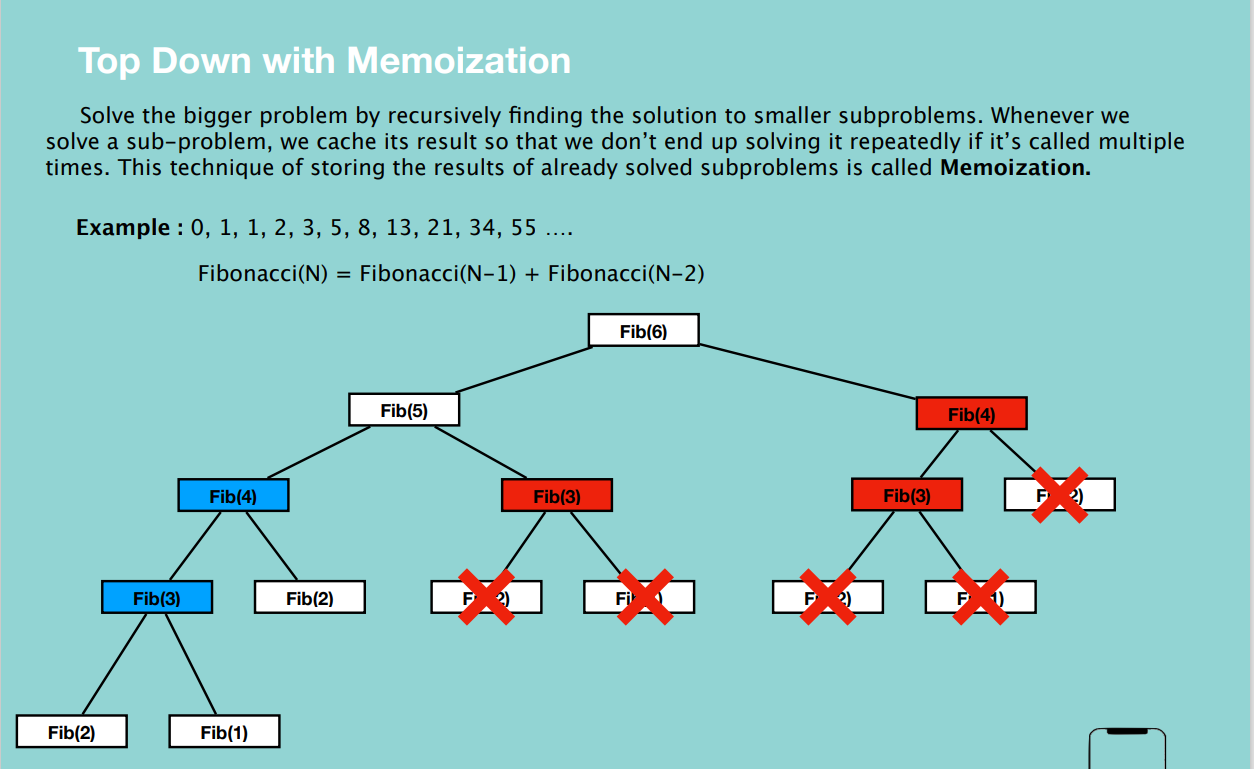 Top Down with Memoization
Solve the bigger problem by recursively finding the solution to smaller subproblems. Whenever we
solve a sub-problem, we cache its result so that we don’t end up solving it repeatedly if it’s called multiple
times. This technique of storing the results of already solved subproblems is called Memoization.
Example : 0, 1, 1, 2, 3, 5, 8, 13, 21, 34, 55 ....
Fibonacci(N) = Fibonacci(N-1) + Fibonacci(N-2)
Fib(6)
Fib(5)
Fib(4)
Fib(4)
Fib(3)
Fib(3)
Fib(3)
Fib(2)
Fib(2)
Fib(1)